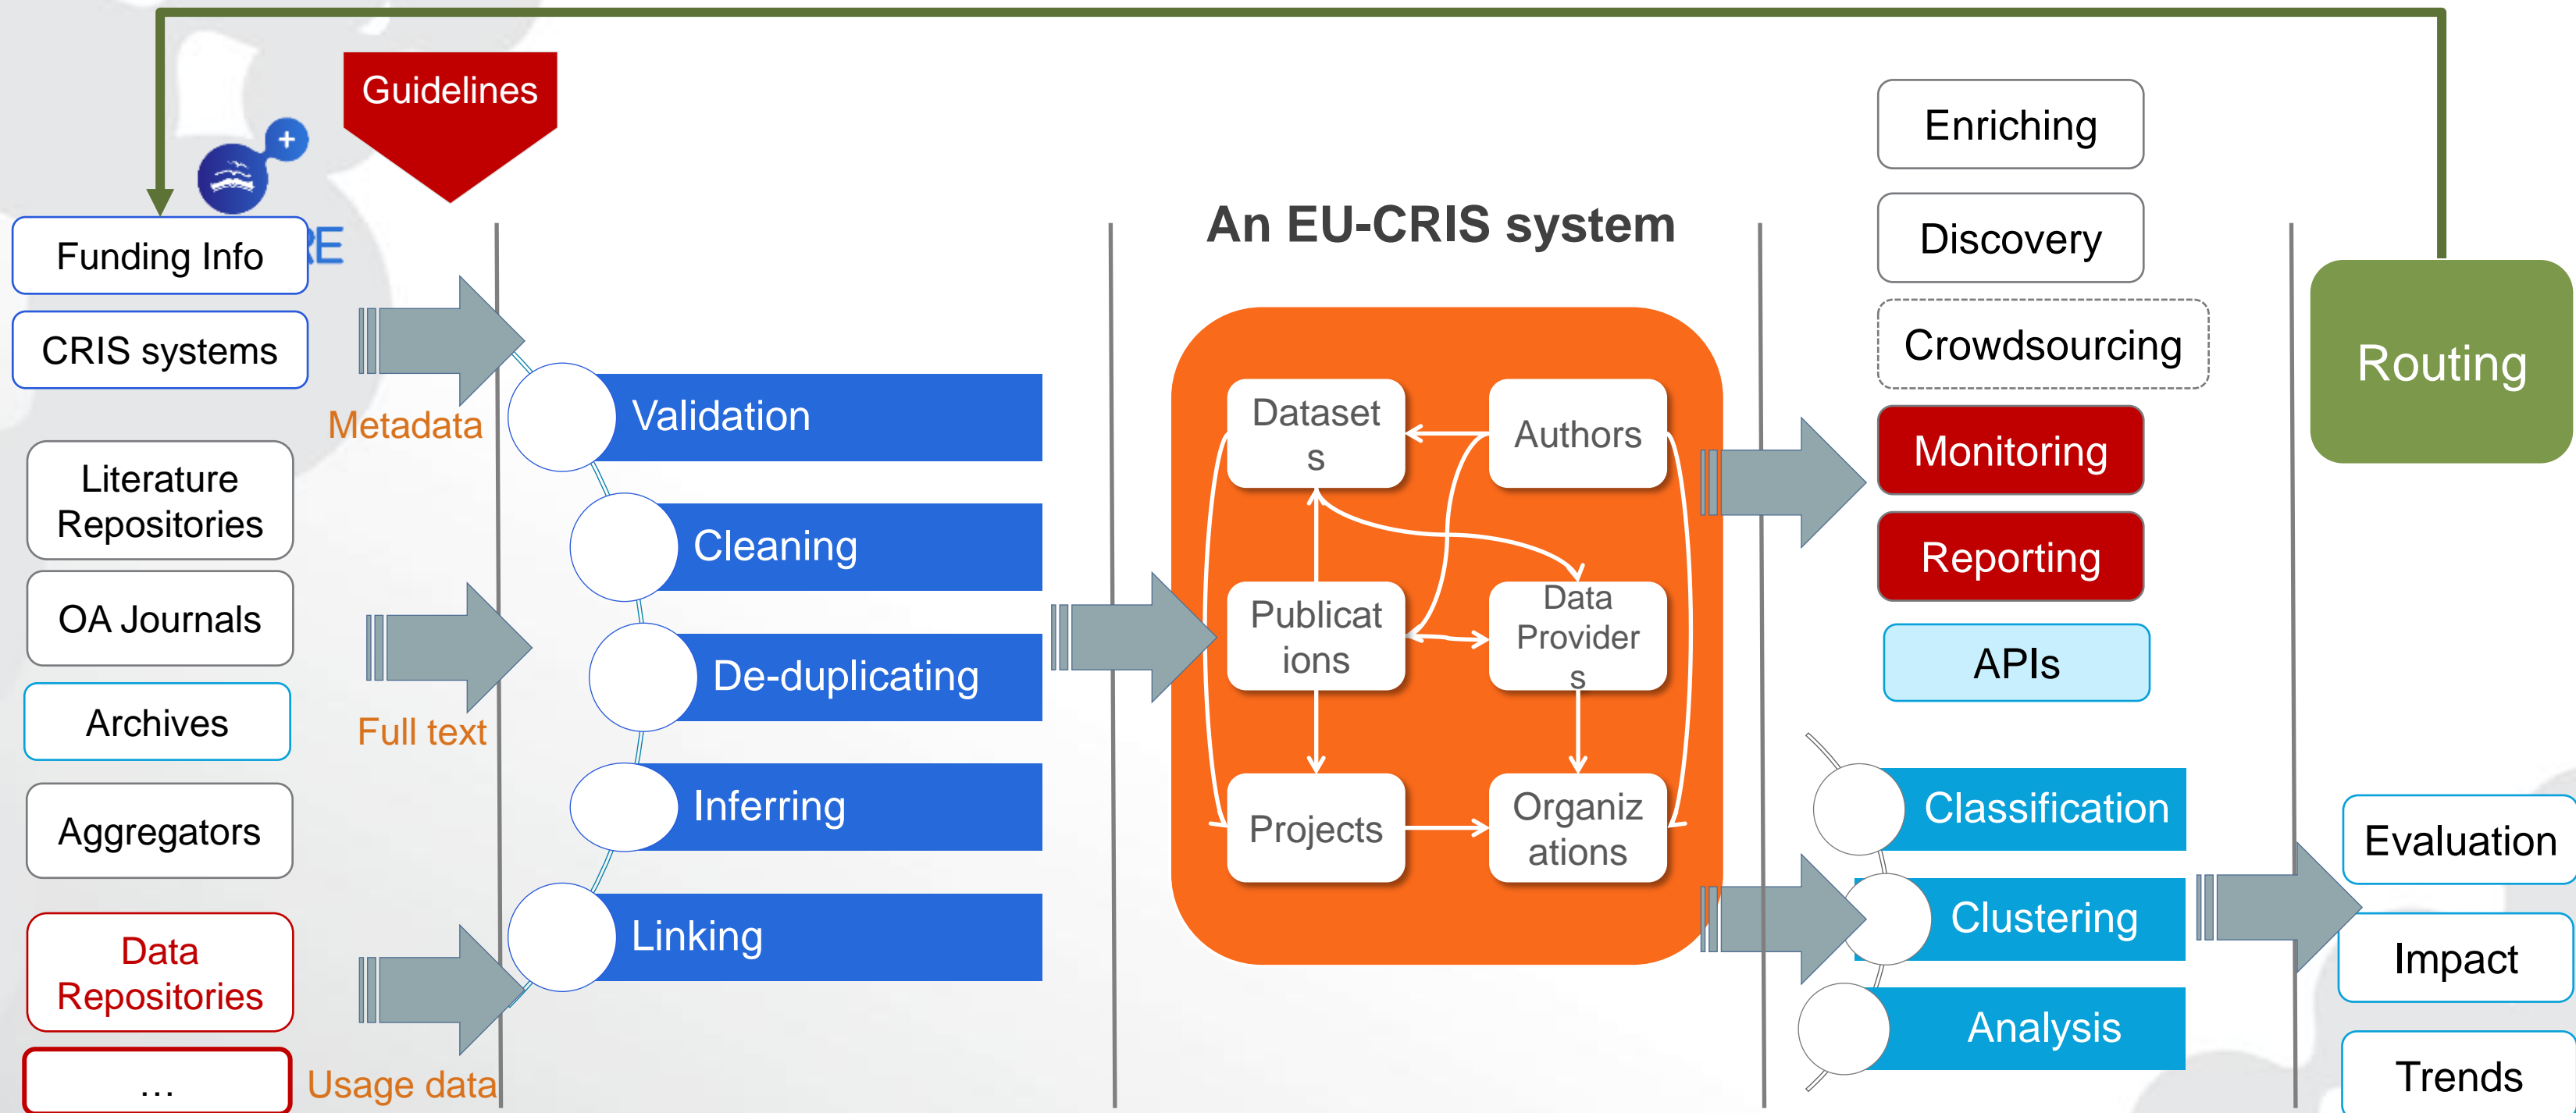 Guidelines
RE
Funding Info
CRIS systems
Literature
Repositories
OA Journals
Archives
Aggregators
Data
Repositories
...
Metadata
Full text
Usage data
Validation
Cleaning
De-duplicating
Inferring
Linking
An EU-CRIS system
Dataset
s
Authors
Publicat
ions
Data
Provider
s
Projects
Organiz
ations
Enriching
Discovery
Crowdsourcing
Monitoring
Reporting
APIs
Classification
Clustering
Analysis
Routing
Evaluation
Impact
Trends